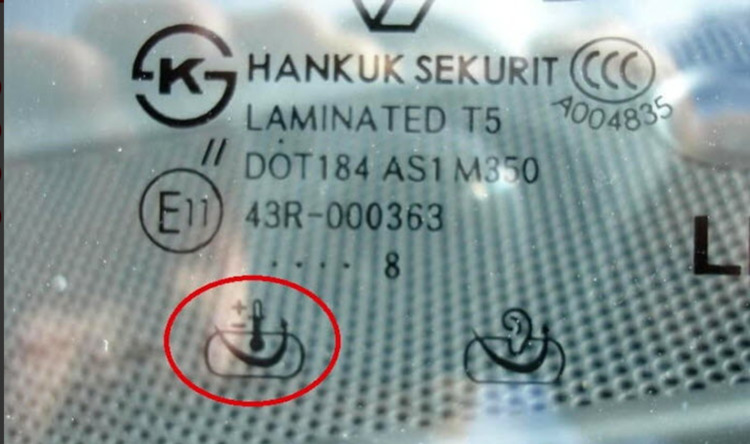 K HANKUK SEKURIT CCC
A004835
LAMINATED T5
// DOT184 AS1 M350
E11 43R-000363
. . . . 8
L